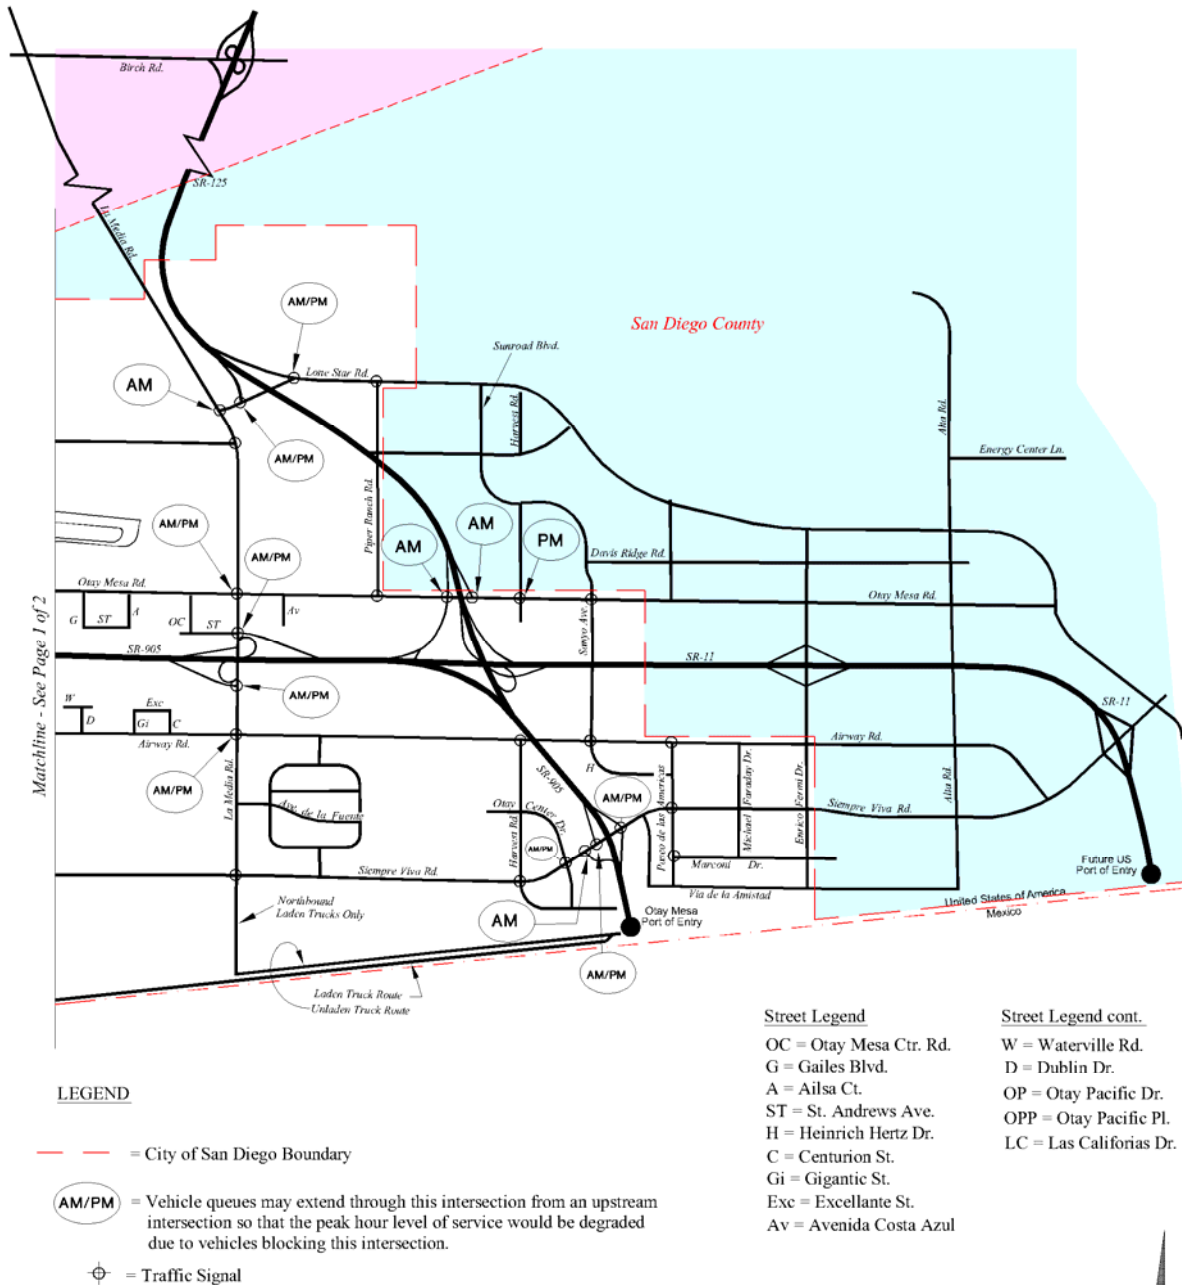 Birch Rd.
SR-125
La Media Rd.
AM/PM
San Diego County
Sunroad Blvd.
Lone Star Rd.
AM
Harvest Rd.
Alta Rd.
AM/PM
Energy Center Ln.
Piper Ranch Rd.
AM/PM
AM
AM
PM
AM/PM
Davis Ridge Rd.
Otay Mesa Rd.
Otay Mesa Rd.
G
ST
A
OC
ST
Av
Sanyo Ave.
SR-905
SR-11
Matchline - See Page 1 of 2
AM/PM
W
D
Exc
Gi
C
SR-11
Airway Rd.
Airway Rd.
AM/PM
La Media Rd.
SR-905
H
AM/PM
Paseo de las Americas
Michael Faraday Dr.
Enrico Fermi Dr.
Alta Rd.
Ave. de la Fuente
Otay Center Dr.
Harvest Rd.
Siempre Viva Rd.
AM/PM
Marconi Dr.
Siempre Viva Rd.
Future US
Port of Entry
Via de la Amistad
United States of America
Mexico
Northbound
Laden Trucks Only
AM
Otay Mesa
Port of Entry
AM/PM
Laden Truck Route
Unladen Truck Route
Street Legend
OC = Otay Mesa Ctr. Rd.
G = Gailes Blvd.
A = Ailsa Ct.
ST = St. Andrews Ave.
H = Heinrich Hertz Dr.
C = Centurion St.
Gi = Gigantic St.
Exc = Excellante St.
Av = Avenida Costa Azul
Street Legend cont.
W = Waterville Rd.
D = Dublin Dr.
OP = Otay Pacific Dr.
OPP = Otay Pacific Pl.
LC = Las Califorias Dr.
LEGEND
= City of San Diego Boundary
AM/PM = Vehicle queues may extend through this intersection from an upstream
intersection so that the peak hour level of service would be degraded
due to vehicles blocking this intersection.
= Traffic Signal